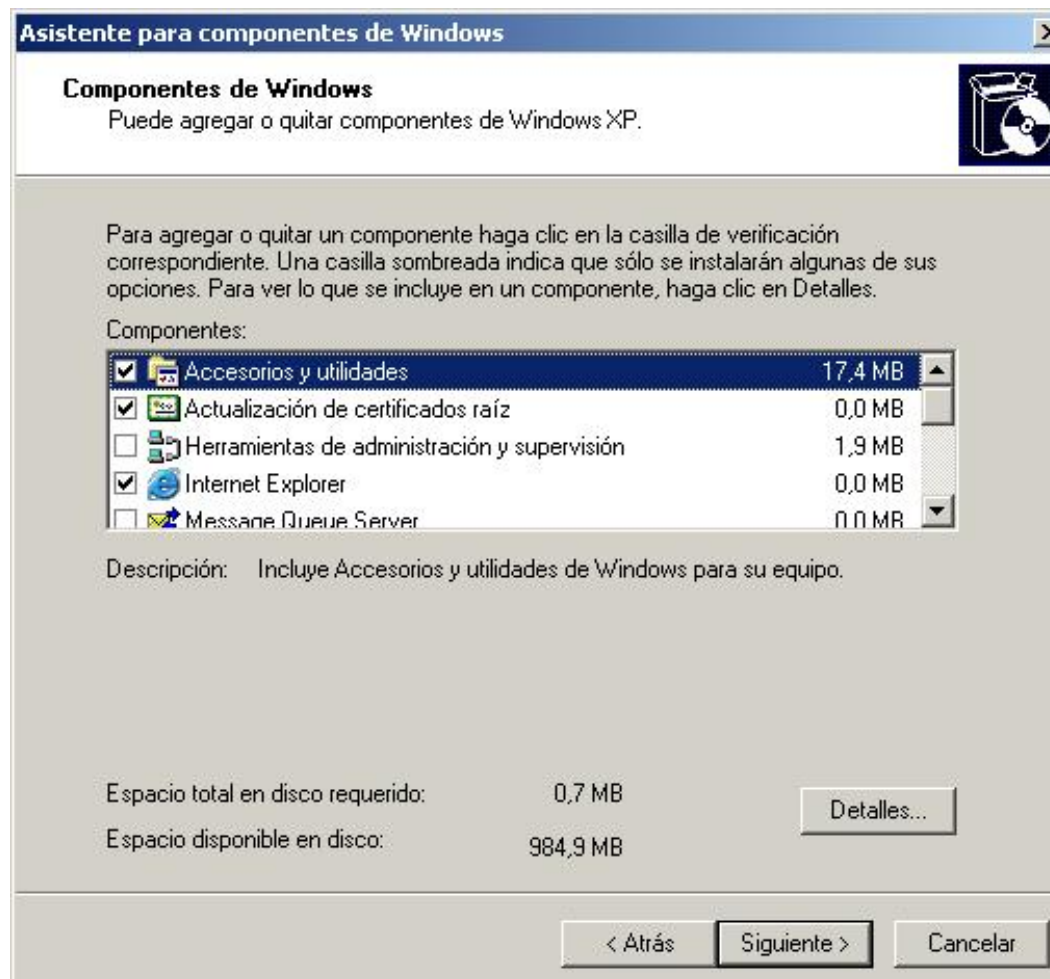 Asistente para componentes de Windows
Componentes de Windows
Puede agregar o quitar componentes de Windows XP.
Para agregar o quitar un componente haga clic en la casilla de verificación
correspondiente. Una casilla sombreada indica que sólo se instalarán algunas de sus
opciones. Para ver lo que se incluye en un componente, haga clic en Detalles.
Componentes:
Accesorios y utilidades 17,4 MB
Actualización de certificados raíz 0,0 MB
Herramientas de administración y supervisión 1,9 MB
Internet Explorer 0,0 MB
Message Queue Server 0,0 MB
Descripción: Incluye Accesorios y utilidades de Windows para su equipo.
Espacio total en disco requerido: 0,7 MB
Detalles...
Espacio disponible en disco: 984,9 MB
< Atrás Siguiente > Cancelar